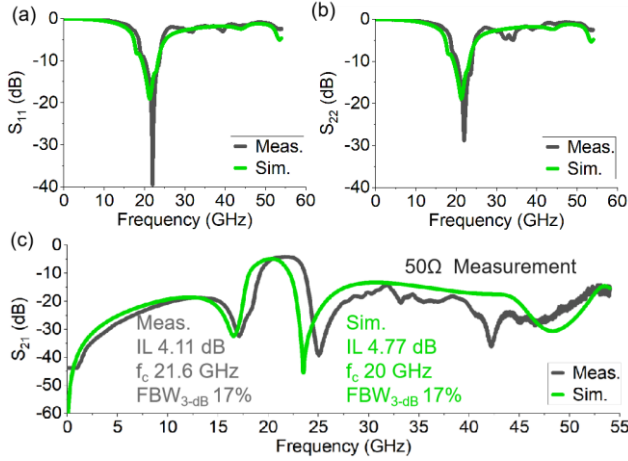 (a)
0
-10
-20
-30
-40
S11 (dB)
Meas.
Sim.
0 10 20 30 40 50 60
Frequency (GHz)
(b)
0
-10
-20
-30
-40
S22 (dB)
Meas.
Sim.
0 10 20 30 40 50 60
Frequency (GHz)
(c)
0
-10
-20
-30
-40
-50
-60
S21 (dB)
50Ω Measurement
Meas.
IL 4.11 dB
fc 21.6 GHz
FBW3-dB 17%
Sim.
IL 4.77 dB
fc 20 GHz
FBW3-dB 17%
Meas.
Sim.
0 5 10 15 20 25 30 35 40 45 50 55
Frequency (GHz)